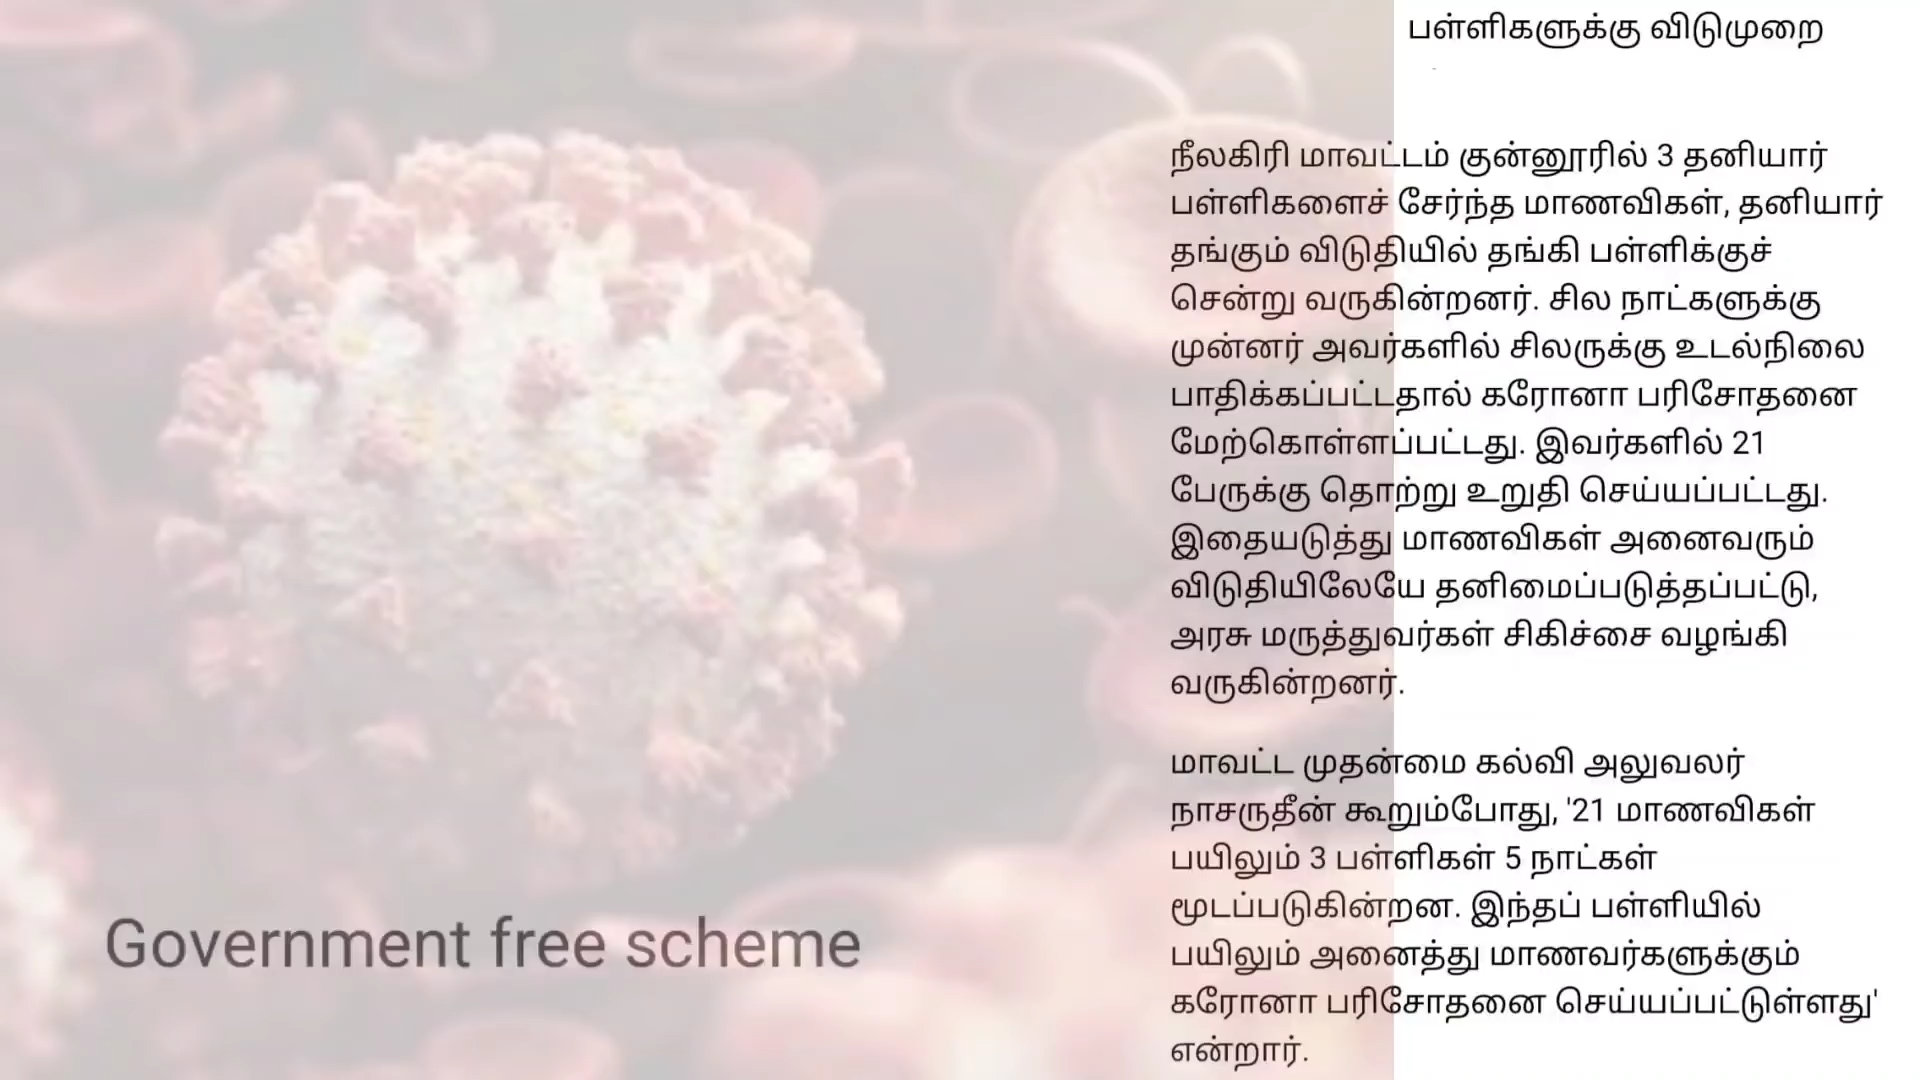 பள்ளிகளுக்கு விடுமுறை
நீலகிரி மாவட்டம் குன்னூரில் 3 தனியார்
பள்ளிகளைச் சேர்ந்த மாணவிகள், தனியார்
தங்கும் விடுதியில் தங்கி பள்ளிக்குச்
சென்று வருகின்றனர். சில நாட்களுக்கு
முன்னர் அவர்களில் சிலருக்கு உடல்நிலை
பாதிக்கப்பட்டதால் கரோனா பரிசோதனை
மேற்கொள்ளப்பட்டது. இவர்களில் 21
பேருக்கு தொற்று உறுதி செய்யப்பட்டது.
இதையடுத்து மாணவிகள் அனைவரும்
விடுதியிலேயே தனிமைப்படுத்தப்பட்டு,
அரசு மருத்துவர்கள் சிகிச்சை வழங்கி
வருகின்றனர்.
மாவட்ட முதன்மை கல்வி அலுவலர்
நாசருதீன் கூறும்போது, '21 மாணவிகள்
பயிலும் 3 பள்ளிகள் 5 நாட்கள்
மூடப்படுகின்றன. இந்தப் பள்ளியில்
பயிலும் அனைத்து மாணவர்களுக்கும்
கரோனா பரிசோதனை செய்யப்பட்டுள்ளது'
என்றார்.
Government free scheme